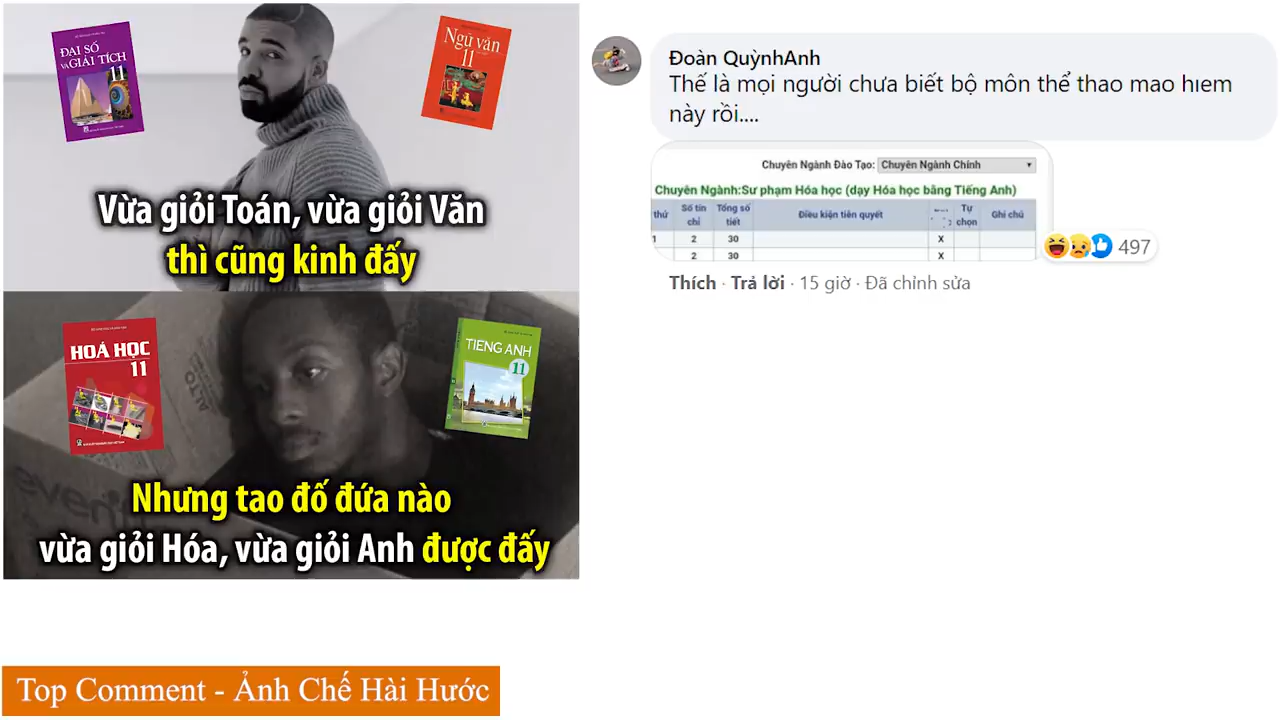 ĐẠI SỐ
VÀ GIẢI TÍCH
11
Ngữ văn
11
Vừa giỏi Toán, vừa giỏi Văn
thì cũng kinh đấy
HOÁ HỌC
11
TIẾNG ANH
11
ALTO
Nhưng tao đố đứa nào
vừa giỏi Hóa, vừa giỏi Anh được đấy
Top Comment - Ảnh Chế Hài Hước
Đoàn QuỳnhAnh
Thế là mọi người chưa biết bộ môn thể thao mạo hıem
này rồi....
Chuyên Ngành Đào Tạo: Chuyên Ngành Chính
Chuyên Ngành:Sư phạm Hóa học (dạy Hóa học bằng Tiếng Anh)
thứ Số tín chỉ Tổng số tiết Điều kiện tiên quyết Tự chọn Ghi chú
1 2 30 X
2 30 X
497
Thích · Trả lời · 15 giờ · Đã chỉnh sửa